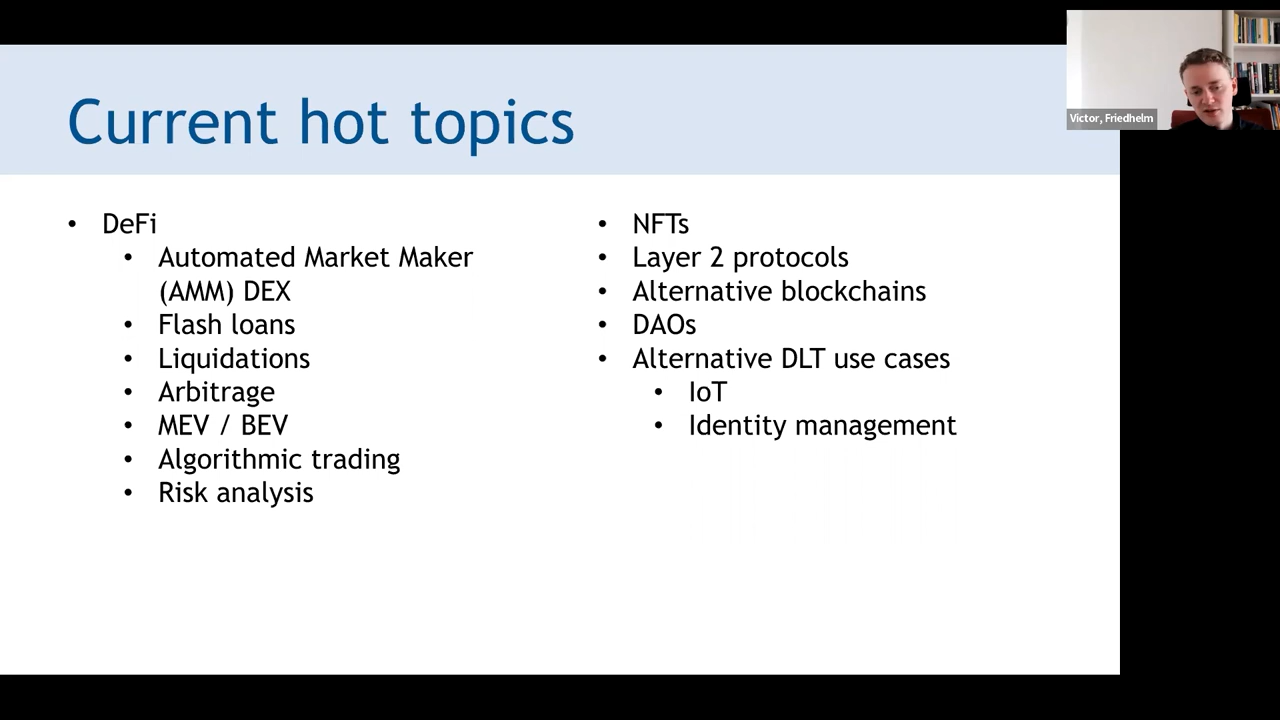 Current hot topics
• DeFi
• Automated Market Maker
(AMM) DEX
• Flash loans
• Liquidations
• Arbitrage
• MEV / BEV
• Algorithmic trading
• Risk analysis
• NFTs
• Layer 2 protocols
• Alternative blockchains
• DAOs
• Alternative DLT use cases
• IoT
• Identity management
Victor, Friedhelm